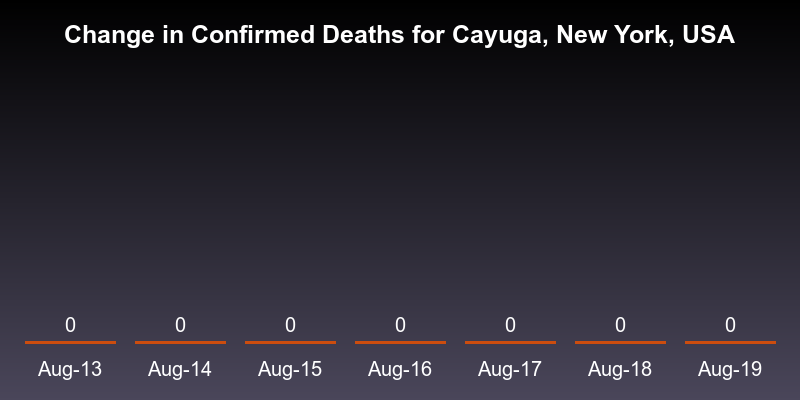 Change in Confirmed Deaths for Cayuga, New York, USA
0 0 0 0 0 0 0
Aug-13 Aug-14 Aug-15 Aug-16 Aug-17 Aug-18 Aug-19